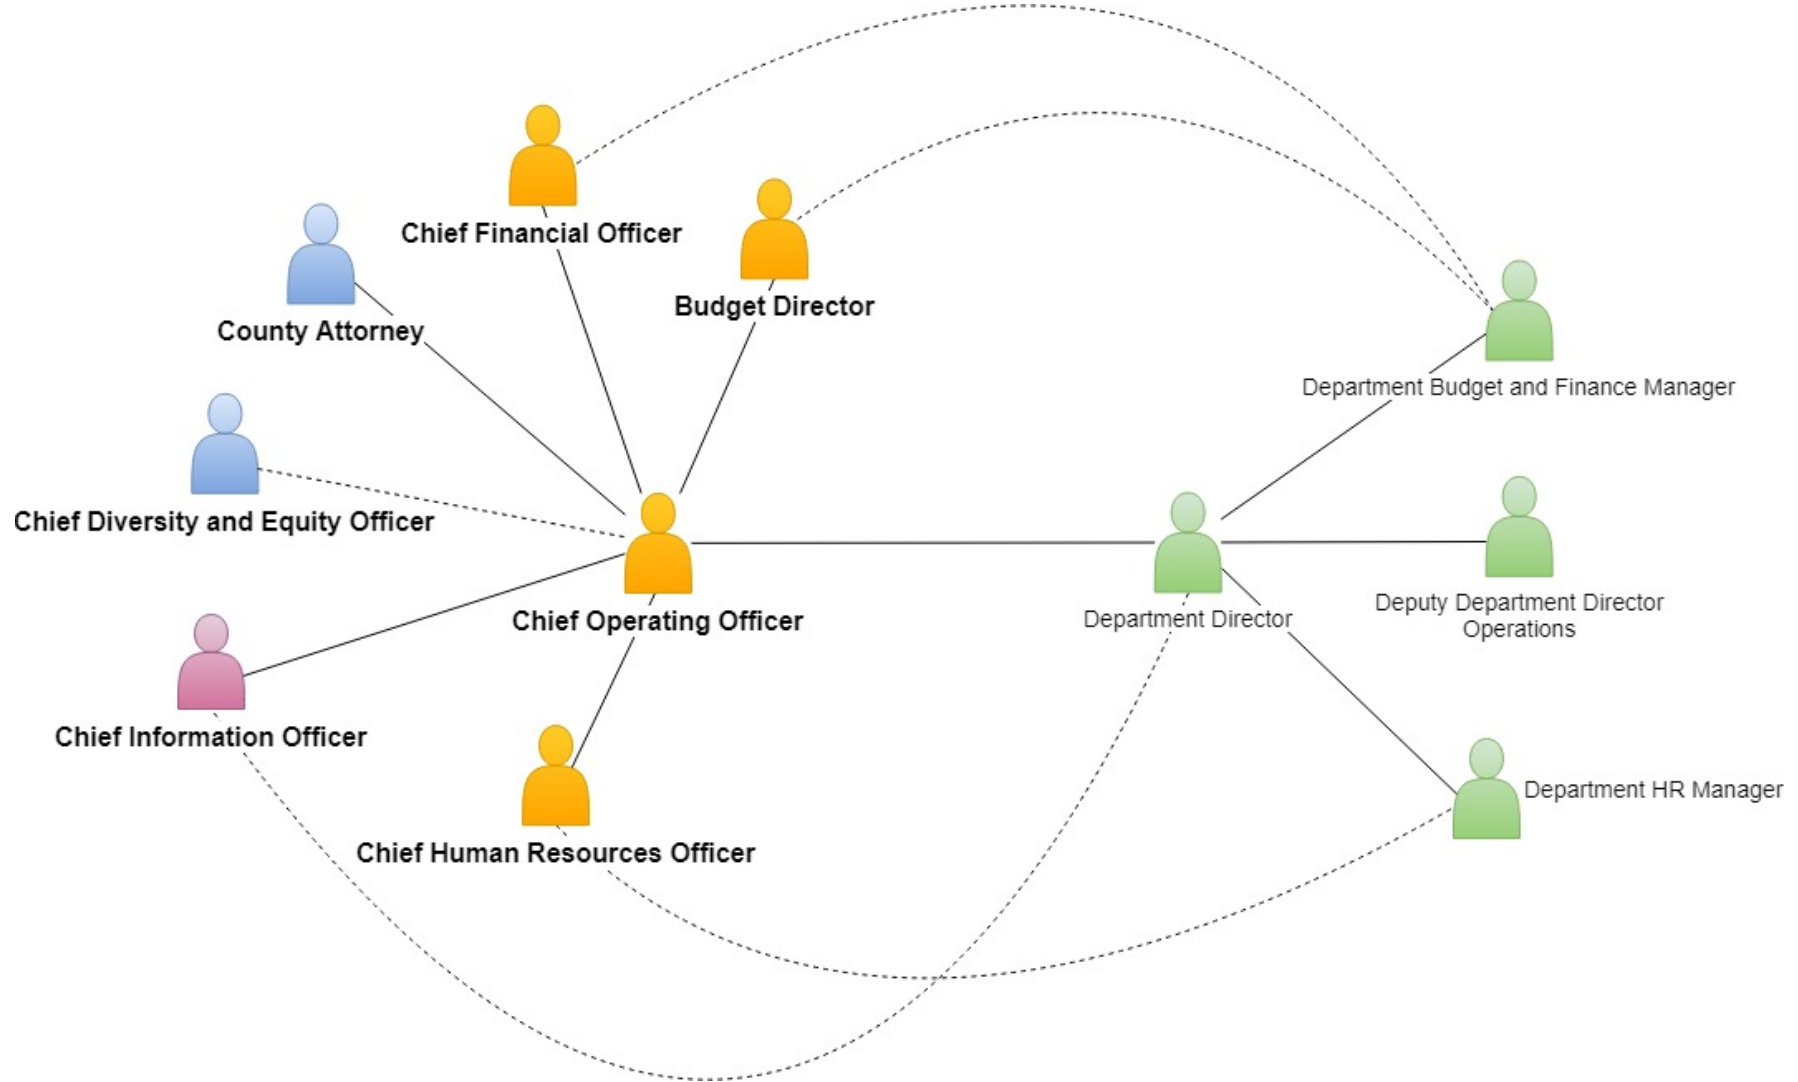 Chief Financial Officer
Budget Director
County Attorney
Department Budget and Finance Manager
Chief Diversity and Equity Officer
Chief Operating Officer
Department Director
Deputy Department Director
Operations
Chief Information Officer
Department HR Manager
Chief Human Resources Officer